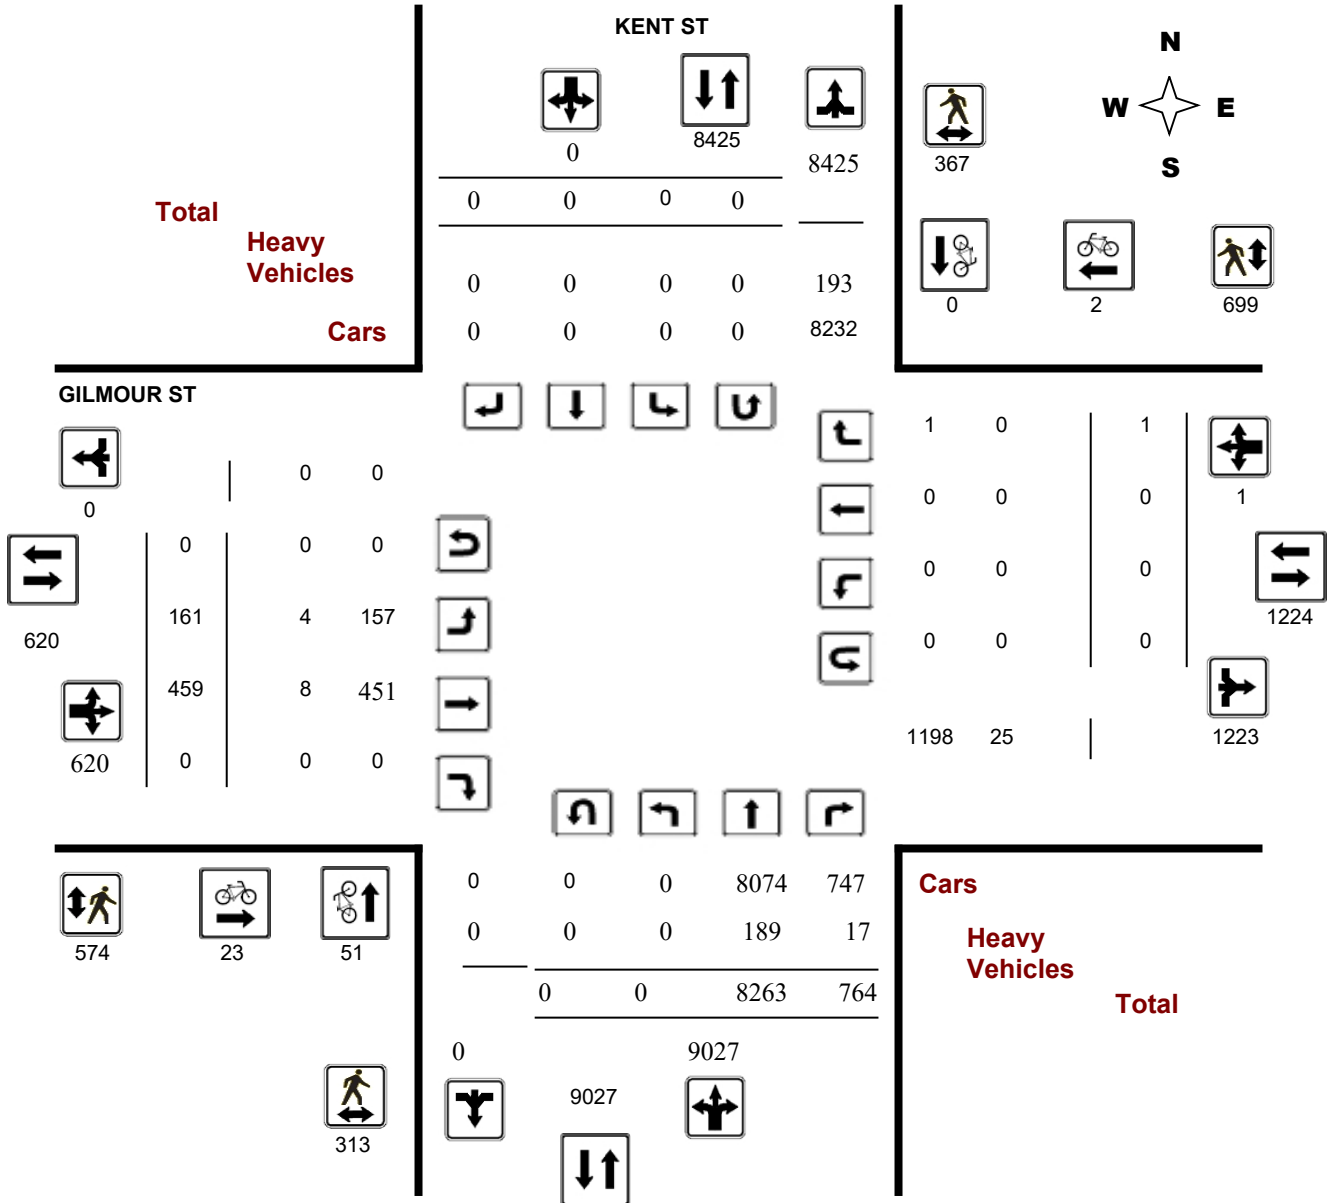 KENT ST
N
W E
S
0
8425
8425
367
0 0 0 0
Total
Heavy
Vehicles
0 0 0 0 193
0 2 699
Cars
0 0 0 0 8232
GILMOUR ST
1 0 1
0 0
0
0 0 0 1
0 0 0
0 0 0
161 4 157
620
1224
0 0 0
459 8 451
620
0 0 0
1198 25 1223
0 0 0 8074 747
Cars
574 23 51
0 0 0 189 17
Heavy
Vehicles
0 0 8263 764
Total
0 9027
9027
313